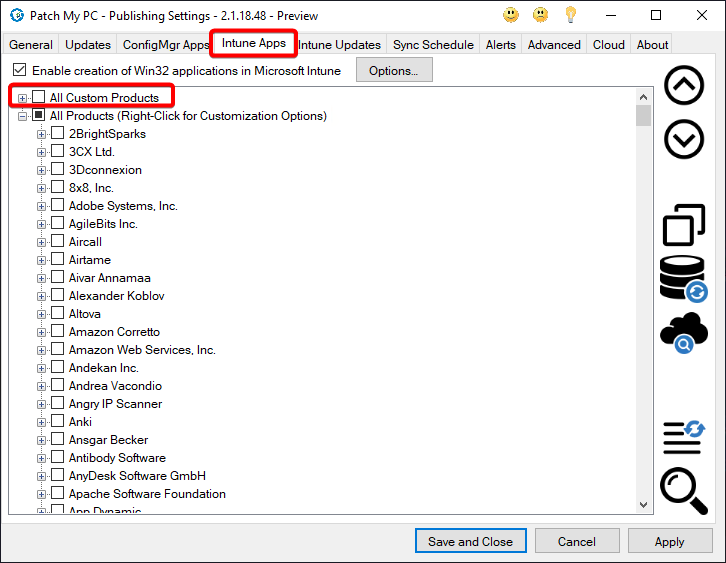 Patch My PC - Publishing Settings - 2.1.18.48 - Preview
General Updates ConfigMgr Apps Intune Apps Intune Updates Sync Schedule Alerts Advanced Cloud About
Enable creation of Win32 applications in Microsoft Intune Options...
All Custom Products
All Products (Right-Click for Customization Options)
2BrightSparks
3CX Ltd.
3Dconnexion
8x8, Inc.
Adobe Systems, Inc.
AgileBits Inc.
Aircall
Airtame
Aivar Annamaa
Alexander Koblov
Altova
Amazon Corretto
Amazon Web Services, Inc.
Andekan Inc.
Andrea Vacondio
Angry IP Scanner
Anki
Ansgar Becker
Antibody Software
AnyDesk Software GmbH
Apache Software Foundation
App Dynamic
Save and Close Cancel Apply